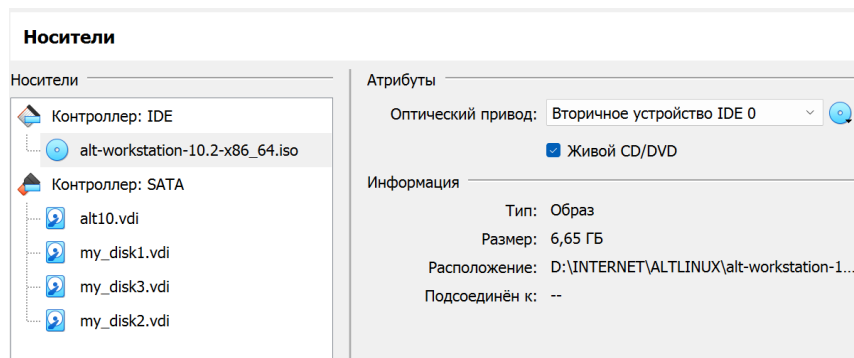 Носители
Носители
Контроллер: IDE
alt-workstation-10.2-x86_64.iso
Контроллер: SATA
alt10.vdi
my_disk1.vdi
my_disk3.vdi
my_disk2.vdi
Атрибуты
Оптический привод: Вторичное устройство IDE 0
Живой CD/DVD
Информация
Тип: Образ
Размер: 6,65 ГБ
Расположение: D:\INTERNET\ALTLINUX\alt-workstation-1...
Подсоединён к: --